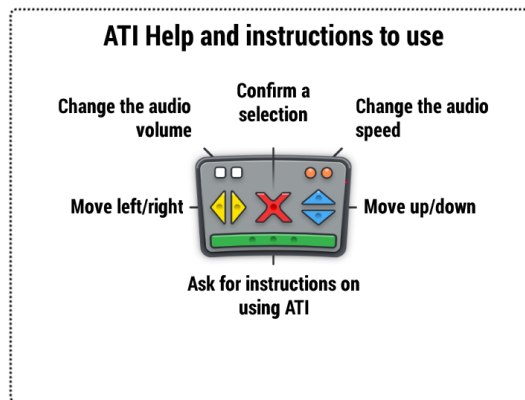 ATI Help and instructions to use
Confirm a
selection
Change the audio
volume
Change the audio
speed
Move left/right
Move up/down
Ask for instructions on
using ATI